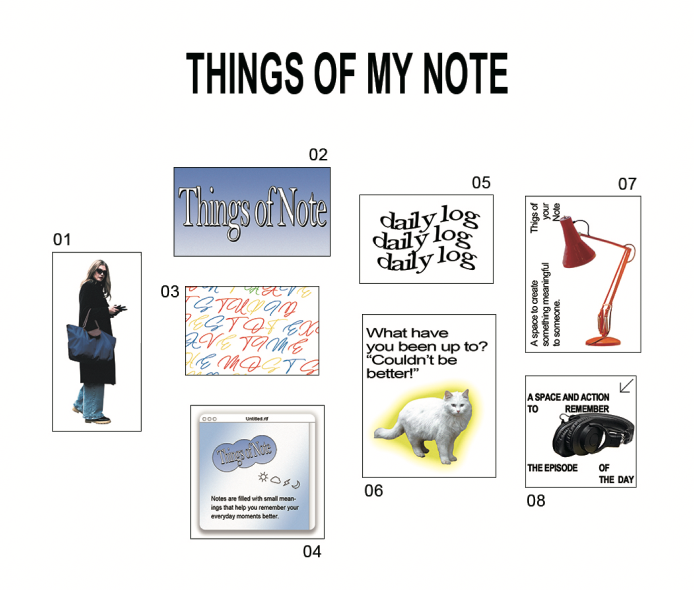 THINGS OF MY NOTE
01
02
Things of Note
03
Things of Note
Untitled.rtf
Notes are filled with small mean-
ings that help you remember your
everyday moments better.
04
05
daily log
daily log
daily log
What have
you been up to?
“Couldn’t be
better!”
06
07
Thigs of
your
Note
A space to create
something meaningful
to someone.
A SPACE AND ACTION
TO REMEMBER
THE EPISODE OF
THE DAY
08